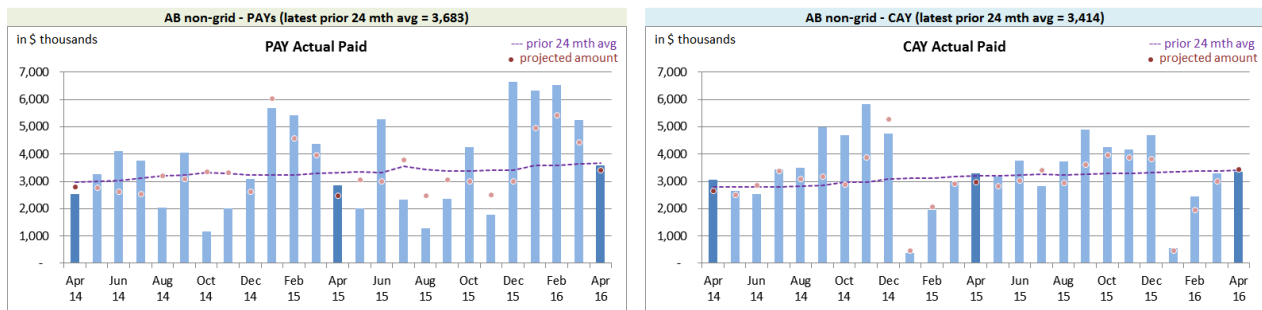 AB non-grid - PAYs (latest prior 24 mth avg = 3,683)
in $ thousands
PAY Actual Paid
--- prior 24 mth avg
● projected amount
7,000
6,000
5,000
4,000
3,000
2,000
1,000
-
Apr Jun Aug Oct Dec Feb Apr Jun Aug Oct Dec Feb Apr
14 14 14 14 14 15 15 15 15 15 15 16 16
AB non-grid - CAY (latest prior 24 mth avg = 3,414)
in $ thousands
CAY Actual Paid
--- prior 24 mth avg
● projected amount
7,000
6,000
5,000
4,000
3,000
2,000
1,000
-
Apr Jun Aug Oct Dec Feb Apr Jun Aug Oct Dec Feb Apr
14 14 14 14 14 15 15 15 15 15 15 16 16